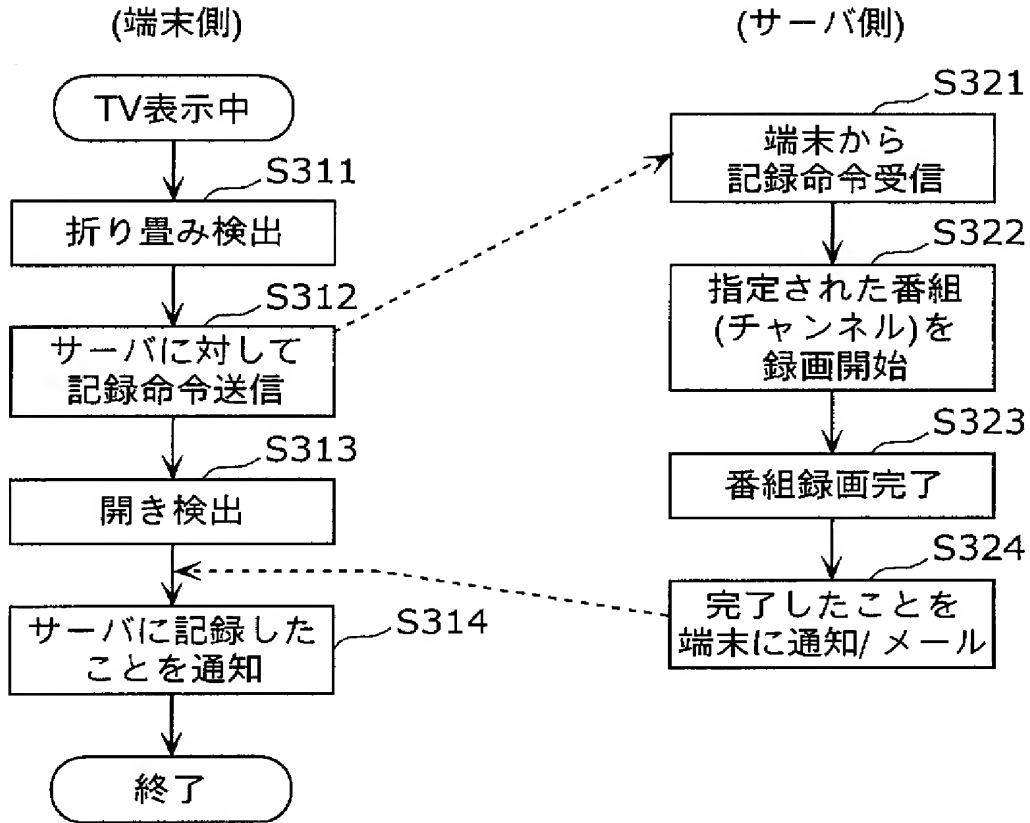 (端末側)
TV表示中
S311
折り畳み検出
S312
サーバに対して
記録命令送信
S313
開き検出
S314
サーバに記録した
ことを通知
終了
(サーバ側)
S321
端末から
記録命令受信
S322
指定された番組
(チャンネル)を
録画開始
S323
番組録画完了
S324
完了したことを
端末に通知/メール